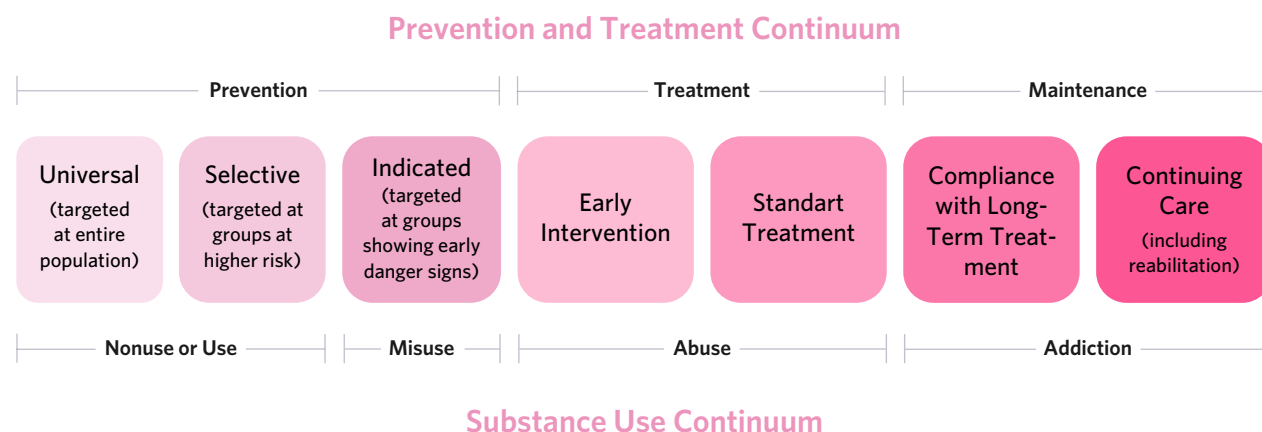 Prevention and Treatment Continuum
Prevention
Treatment
Maintenance
Universal
(targeted
at entire
population)
Selective
(targeted at
groups at
higher risk)
Indicated
(targeted
at groups
showing early
danger signs)
Early
Intervention
Standart
Treatment
Compliance
with Long-
Term Treat-
ment
Continuing
Care
(including
reabilitation)
Nonuse or Use
Misuse
Abuse
Addiction
Substance Use Continuum